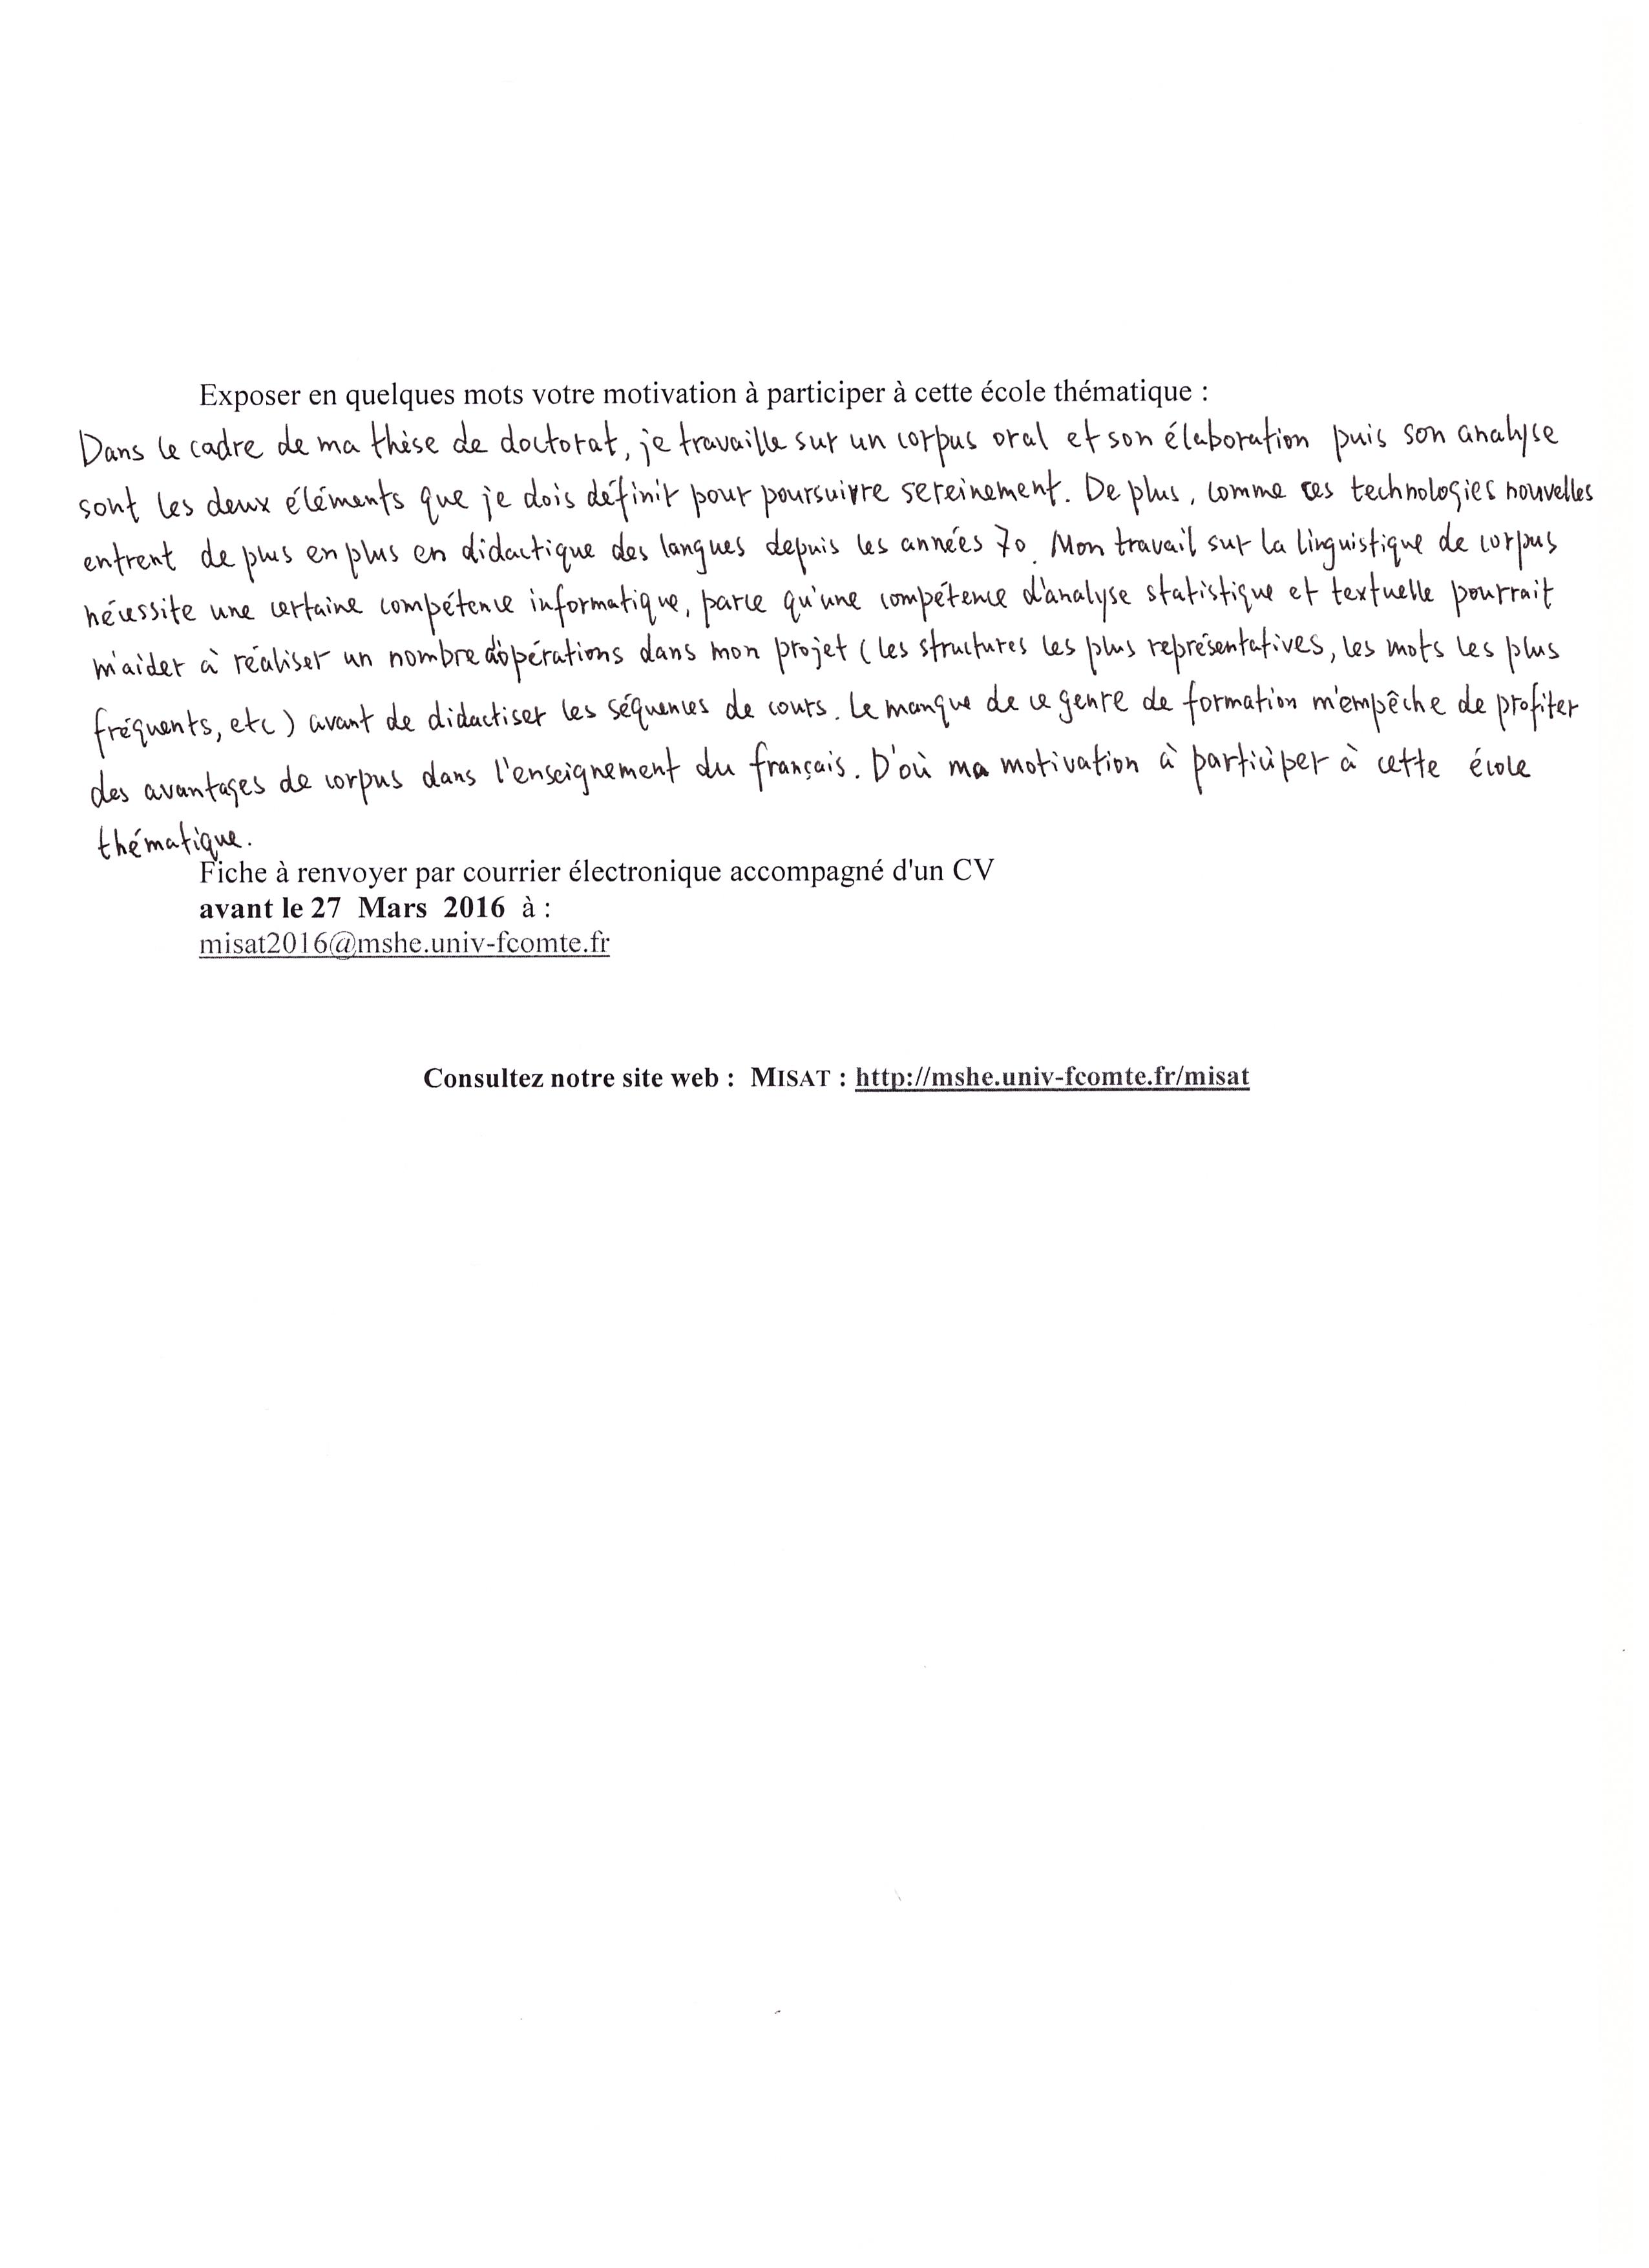 Exposer en quelques mots votre motivation à participer à cette école thématique :
Dans le cadre de ma thèse de doctorat, je travaille sur un corpus oral et son élaboration puis son analyse
sont les deux éléments que je dois définir pour poursuivre sereinement. De plus, comme ces technologies nouvelles
entrent de plus en plus en didactique des langues depuis les années 70. Mon travail sur la linguistique de corpus
nécessite une certaine compétence informatique, parce qu'une compétence d'analyse statistique et textuelle pourrait
m'aider à réaliser un nombre d'opérations dans mon projet (les structures les plus représentatives, les mots les plus
fréquents, etc) avant de didactiser les séquences de cours. Le manque de ce genre de formation m'empêche de profiter
des avantages de corpus dans l'enseignement du français. D'où ma motivation à participer à cette école
thématique.
Fiche à renvoyer par courrier électronique accompagné d'un CV
avant le 27 Mars 2016 à :
misat2016@mshe.univ-fcomte.fr
Consultez notre site web : MISAT : http://mshe.univ-fcomte.fr/misat